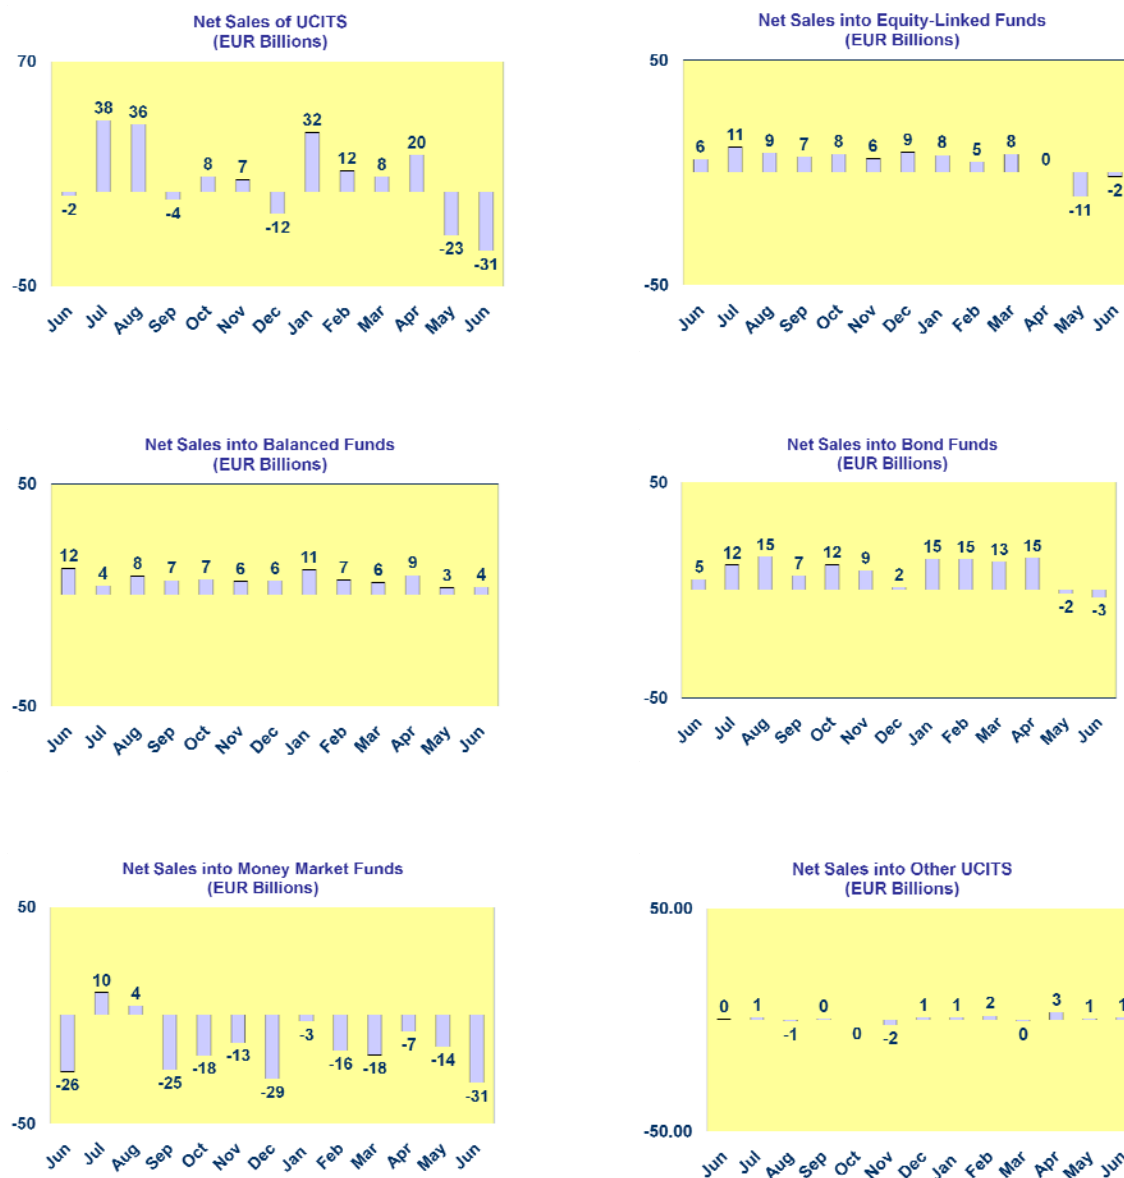 Net Sales of UCITS
(EUR Billions)
70
38 36 32 20 12 8 8 7
-2 -4 -12 -23 -31
-50
Jun Jul Aug Sep Oct Nov Dec Jan Feb Mar Apr May Jun
Net Sales into Equity-Linked Funds
(EUR Billions)
50
6 11 9 7 8 6 9 8 5 8 0
-11 -2
-50
Jun Jul Aug Sep Oct Nov Dec Jan Feb Mar Apr May Jun
Net Sales into Balanced Funds
(EUR Billions)
50
12 4 8 7 7 6 6 11 7 6 9 3 4
-50
Jun Jul Aug Sep Oct Nov Dec Jan Feb Mar Apr May Jun
Net Sales into Bond Funds
(EUR Billions)
50
5 12 15 7 12 9 2 15 15 13 15
-2 -3
-50
Jun Jul Aug Sep Oct Nov Dec Jan Feb Mar Apr May Jun
Net Sales into Money Market Funds
(EUR Billions)
50
10 4
-26 -25 -18 -13 -29 -3 -16 -18 -7 -14 -31
-50
Jun Jul Aug Sep Oct Nov Dec Jan Feb Mar Apr May Jun
Net Sales into Other UCITS
(EUR Billions)
50.00
0 1 -1 0 0 -2 1 1 2 0 3 1 1
-50.00
Jun Jul Aug Sep Oct Nov Dec Jan Feb Mar Apr May Jun